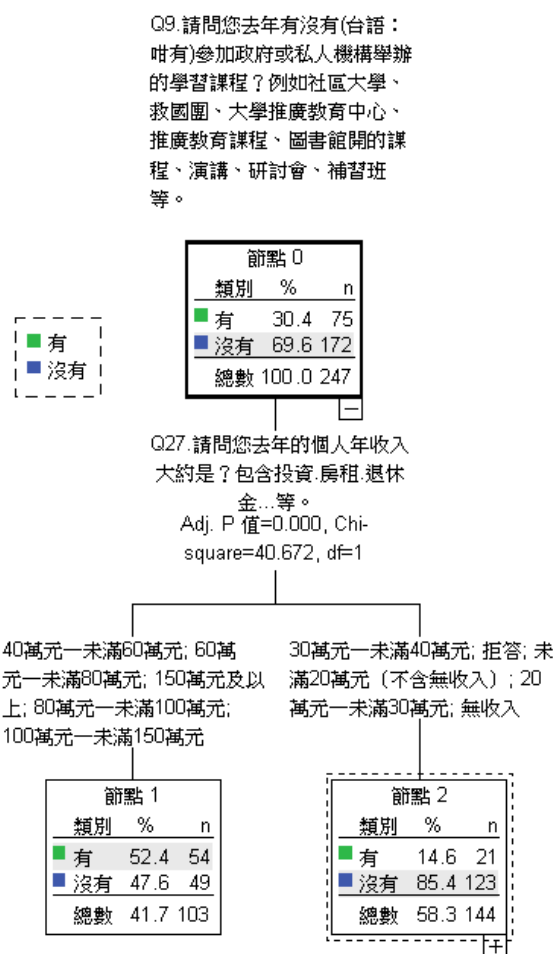 Q9.請問您去年有沒有(台語：
咁有)參加政府或私人機構舉辦
的學習課程？例如社區大學、
救國團、大學推廣教育中心、
推廣教育課程、圖書館開的課
程、演講、研討會、補習班
等。
節點 0
類別 % n
有 30.4 75
沒有 69.6 172
總數 100.0 247
有
沒有
Q27.請問您去年的個人年收入
大約是？包含投資.房租.退休
金...等。
Adj. P 值=0.000, Chi-
square=40.672, df=1
40萬元—未滿60萬元; 60萬
元—未滿80萬元; 150萬元及以
上; 80萬元—未滿100萬元;
100萬元—未滿150萬元
30萬元—未滿40萬元; 拒答; 未
滿20萬元（不含無收入）; 20
萬元—未滿30萬元; 無收入
節點 1
類別 % n
有 52.4 54
沒有 47.6 49
總數 41.7 103
節點 2
類別 % n
有 14.6 21
沒有 85.4 123
總數 58.3 144